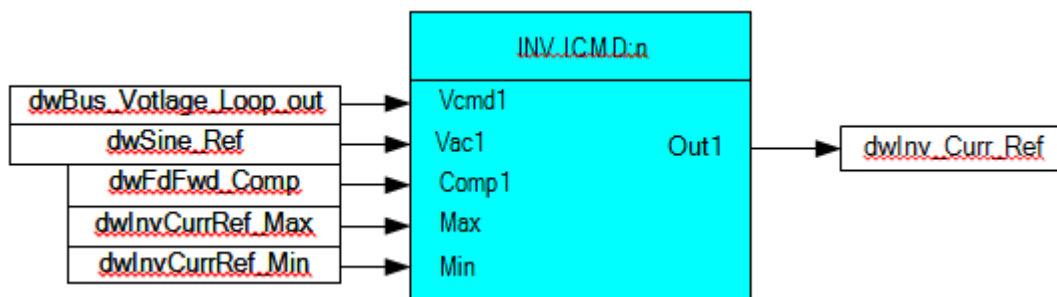 INV_ICMD:n
dwBus_Votlage_Loop_out
Vcmd1
dwSine_Ref
Vac1
Out1
dwInv_Curr_Ref
dwFdFwd_Comp
Comp1
dwInvCurrRef_Max
Max
dwInvCurrRef_Min
Min